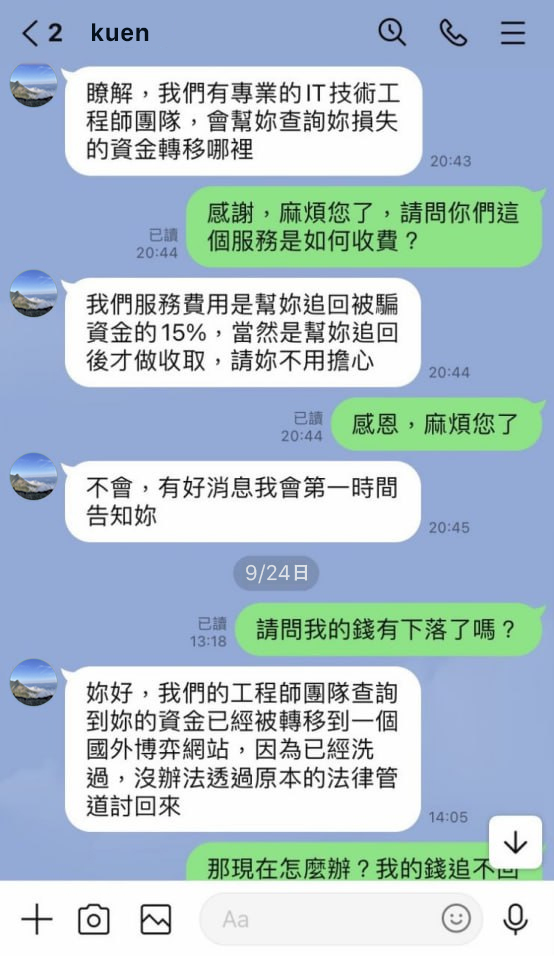 2 kuen
瞭解，我們有專業的IT技術工
程師團隊，會幫妳查詢妳損失
的資金轉移哪裡
20:43
感謝，麻煩您了，請問你們這
個服務是如何收費？
已讀
20:44
我們服務費用是幫妳追回被騙
資金的15%，當然是幫妳追回
後才做收取，請妳不用擔心
20:44
感恩，麻煩您了
已讀
20:44
不會，有好消息我會第一時間
告知妳
20:45
9/24日
請問我的錢有下落了嗎？
已讀
13:18
妳好，我們的工程師團隊查詢
到妳的資金已經被轉移到一個
國外博弈網站，因為已經洗
過，沒辦法透過原本的法律管
道討回來
14:05
那現在怎麼辦？我的錢追不回
Aa